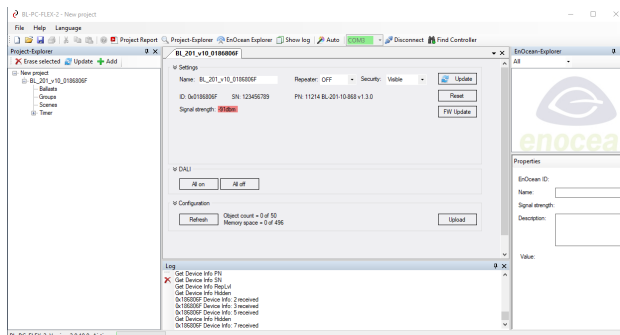 BL-PC-FLEX-2 - New project
File Help Language
Project Report Project-Explorer EnOcean Explorer Show log Auto COM3 Disconnect Find Controller
Project-Explorer
Erase selected Update Add
New project
BL_201_v10_0186806F
Ballasts
Groups
Scenes
Timer
BL_201_v10_0186806F
Settings
Name: BL_201_v10_0186806F Repeater: OFF Security: Visible Update
ID: 0x0186806F SN: 123456789 PN: 11214 BL-201-10-868 v1.3.0 Reset
Signal strength: -51dbm FW Update
DALI
All on All off
Configuration
Refresh Object count = 0 of 50 Upload
Memory space = 0 of 496
Log
Get Device Info PN
Get Device Info SN
Get Device Info RepLvl
Get Device Info Hidden
0x186806F Device Info: 2 received
0x186806F Device Info: 3 received
0x186806F Device Info: 5 received
Get Device Info Hidden
0x186806F Device Info: 7 received
EnOcean-Explorer
All
enocea
Properties
EnOcean ID:
Name:
Signal strength:
Description:
Value: